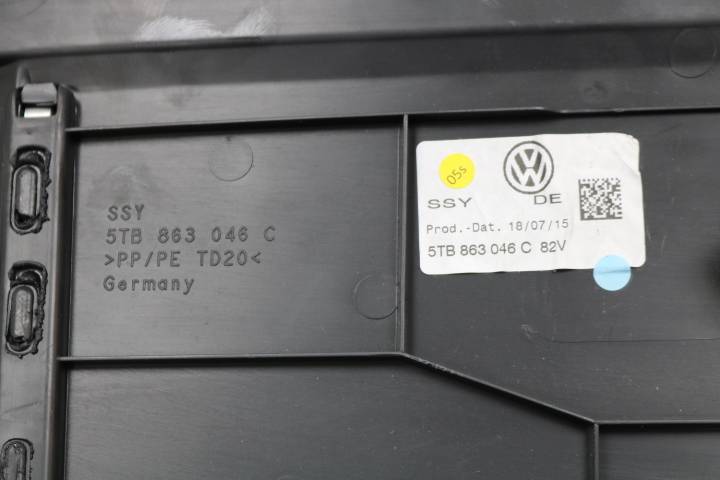 SSY
5TB 863 046 C
>PP/PE TD20<
Germany
05s
SSY DE
Prod.-Dat. 18/07/15
5TB 863 046 C 82V